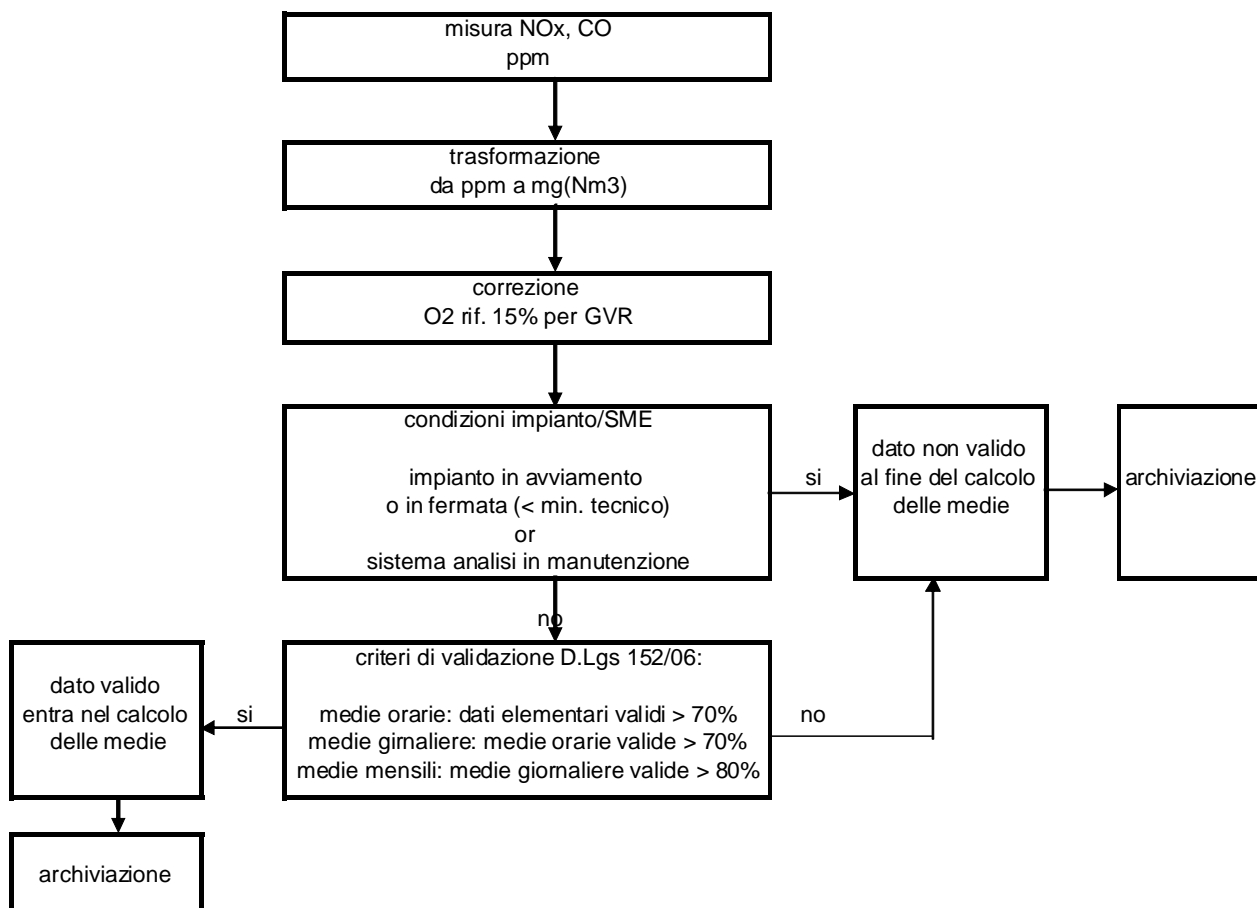 misura NOx, CO
ppm
trasformazione
da ppm a mg(Nm3)
correzione
O2 rif. 15% per GVR
condizioni impianto/SME
impianto in avviamento
o in fermata (< min. tecnico)
or
sistema analisi in manutenzione
si
dato non valido
al fine del calcolo
delle medie
archiviazione
no
criteri di validazione D.Lgs 152/06:
medie orarie: dati elementari validi > 70%
medie girnaliere: medie orarie valide > 70%
medie mensili: medie giornaliere valide > 80%
no
si
dato valido
entra nel calcolo
delle medie
archiviazione